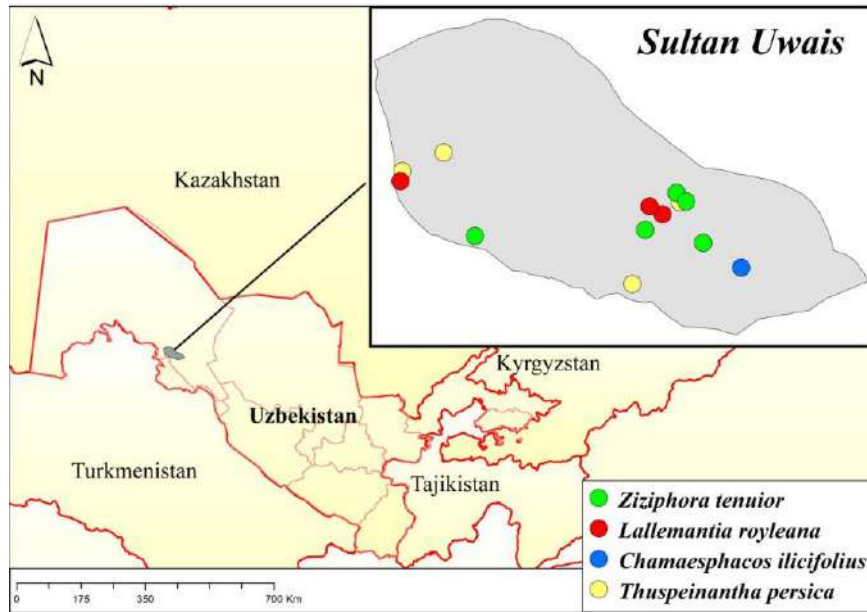 Sultan Uwais
N
Kazakhstan
Kyrgyzstan
Uzbekistan
Turkmenistan
Tajikistan
Ziziphora tenuior
Lallemantia royleana
Chamaesphacos ilicifolius
Thuspeinantha persica
0 175 350 700 Km